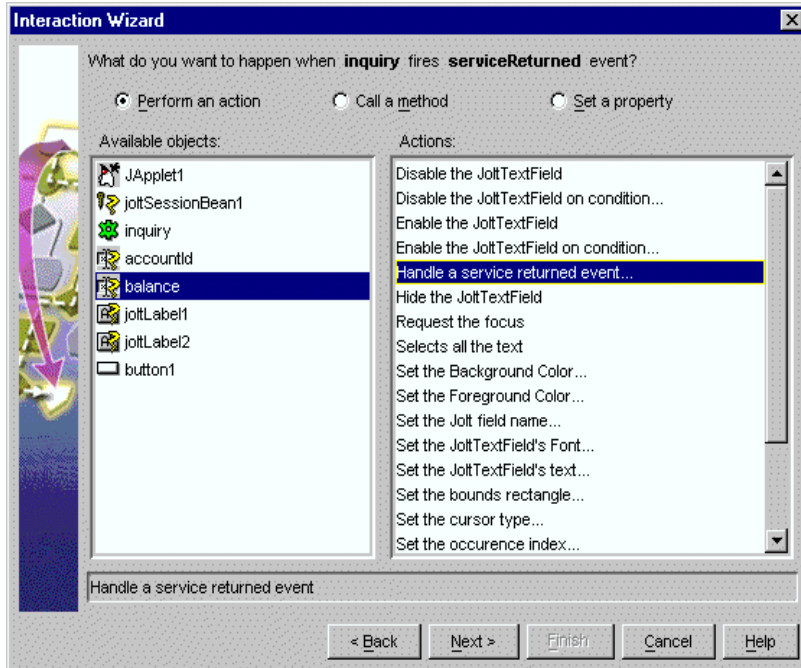 Interaction Wizard
What do you want to happen when inquiry fires serviceReturned event?
Perform an action
Call a method
Set a property
Available objects:
JApplet1
joltSessionBean1
inquiry
accountId
balance
joltLabel1
joltLabel2
button1
Actions:
Disable the JoltTextField
Disable the JoltTextField on condition...
Enable the JoltTextField
Enable the JoltTextField on condition...
Handle a service returned event...
Hide the JoltTextField
Request the focus
Selects all the text
Set the Background Color...
Set the Foreground Color...
Set the Jolt field name...
Set the JoltTextField's Font...
Set the JoltTextField's text...
Set the bounds rectangle...
Set the cursor type...
Set the occurence index...
Handle a service returned event
< Back
Next >
Finish
Cancel
Help